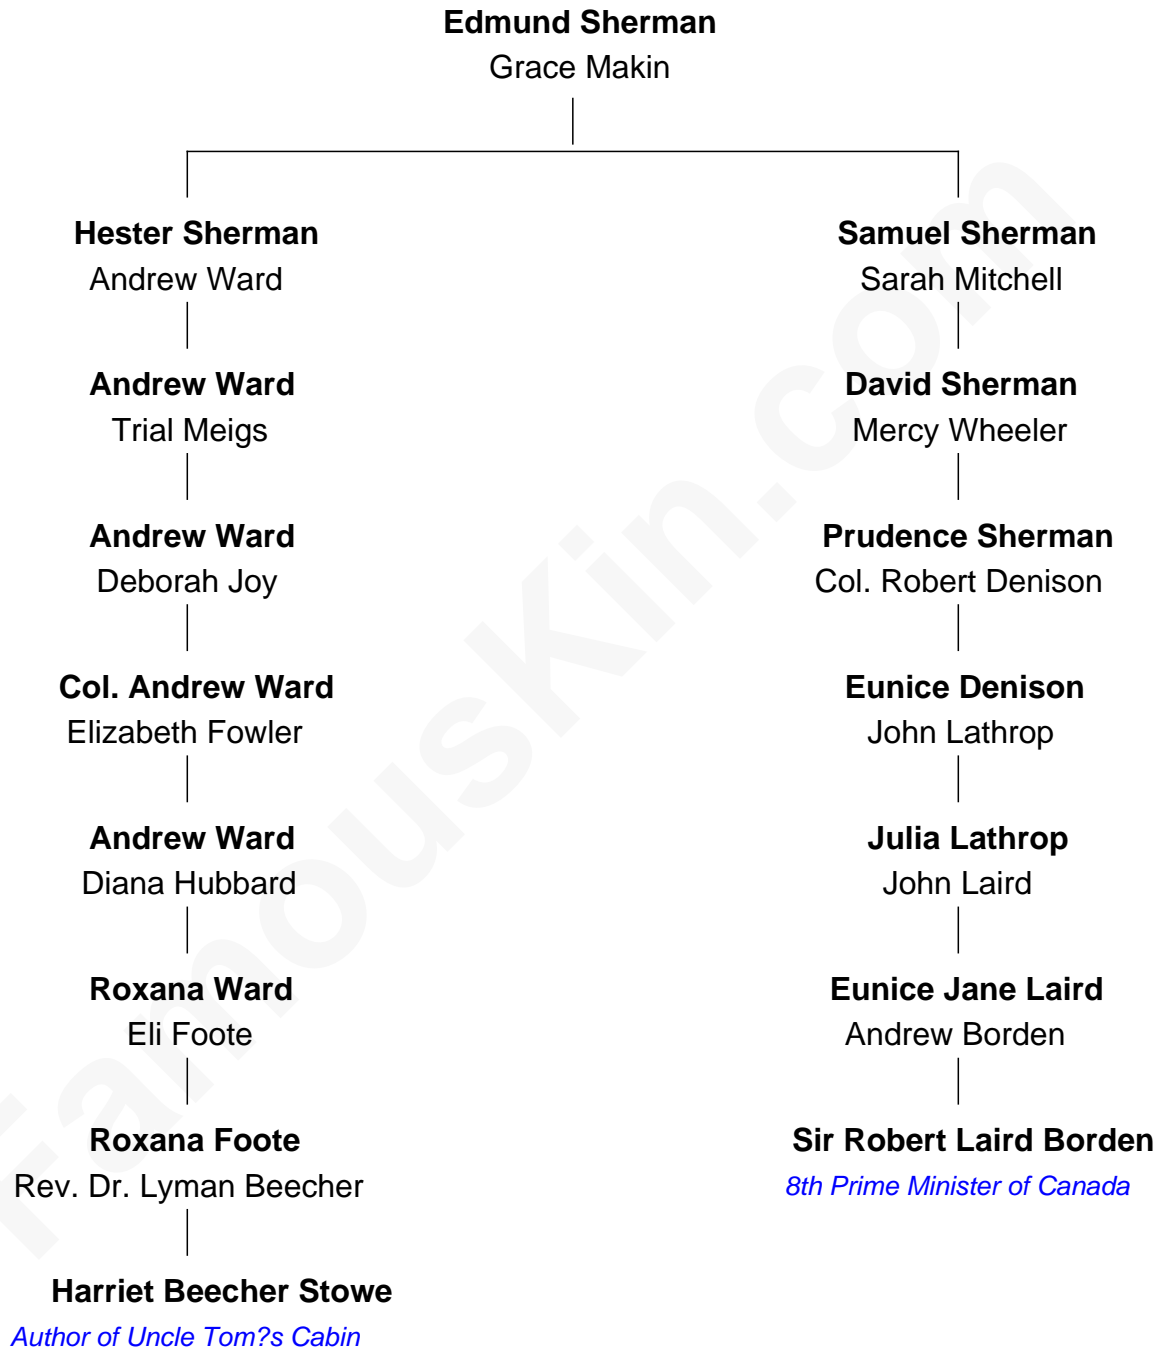 Edmund Sherman
Grace Makin
Hester Sherman
Andrew Ward
Samuel Sherman
Sarah Mitchell
Andrew Ward
Trial Meigs
David Sherman
Mercy Wheeler
Andrew Ward
Deborah Joy
Prudence Sherman
Col. Robert Denison
Col. Andrew Ward
Elizabeth Fowler
Eunice Denison
John Lathrop
Andrew Ward
Diana Hubbard
Julia Lathrop
John Laird
Roxana Ward
Eli Foote
Eunice Jane Laird
Andrew Borden
Roxana Foote
Rev. Dr. Lyman Beecher
Sir Robert Laird Borden
8th Prime Minister of Canada
Harriet Beecher Stowe
Author of Uncle Tom?s Cabin
FamousKin.com